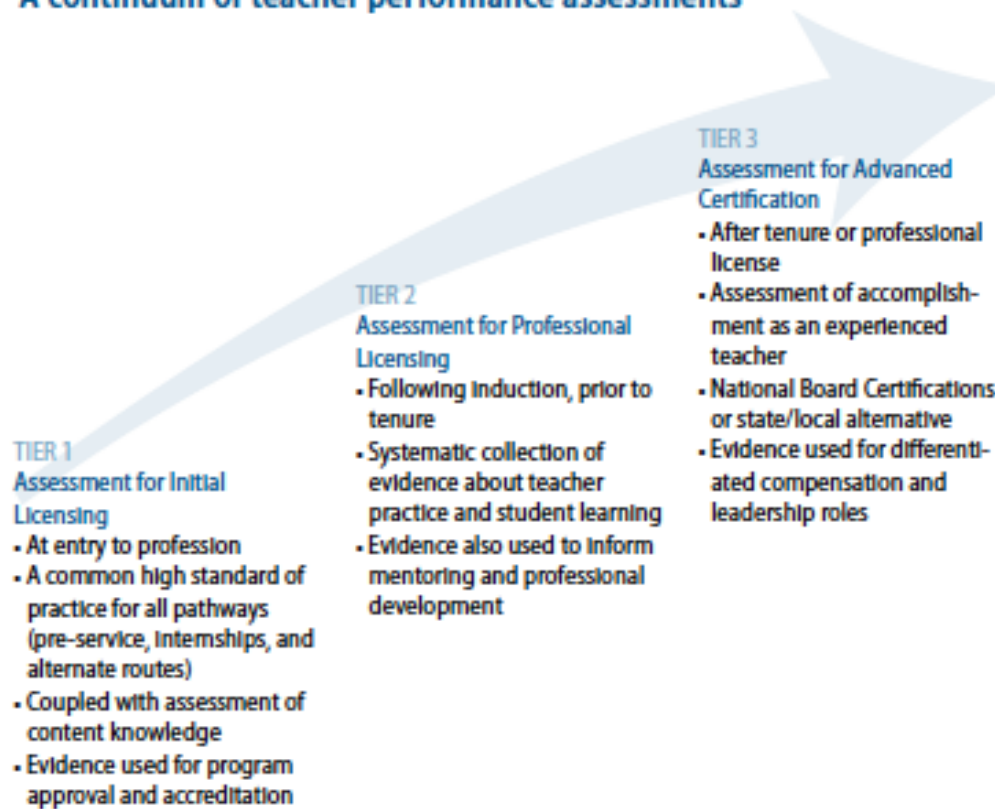 A continuum of teacher performance assessments
TIER 1
Assessment for Initial
Licensing
▪ At entry to profession
▪ A common high standard of
practice for all pathways
(pre-service, internships, and
alternate routes)
▪ Coupled with assessment of
content knowledge
▪ Evidence used for program
approval and accreditation
TIER 2
Assessment for Professional
Licensing
▪ Following induction, prior to
tenure
▪ Systematic collection of
evidence about teacher
practice and student learning
▪ Evidence also used to inform
mentoring and professional
development
TIER 3
Assessment for Advanced
Certification
▪ After tenure or professional
license
▪ Assessment of accomplish-
ment as an experienced
teacher
▪ National Board Certifications
or state/local alternative
▪ Evidence used for differenti-
ated compensation and
leadership roles